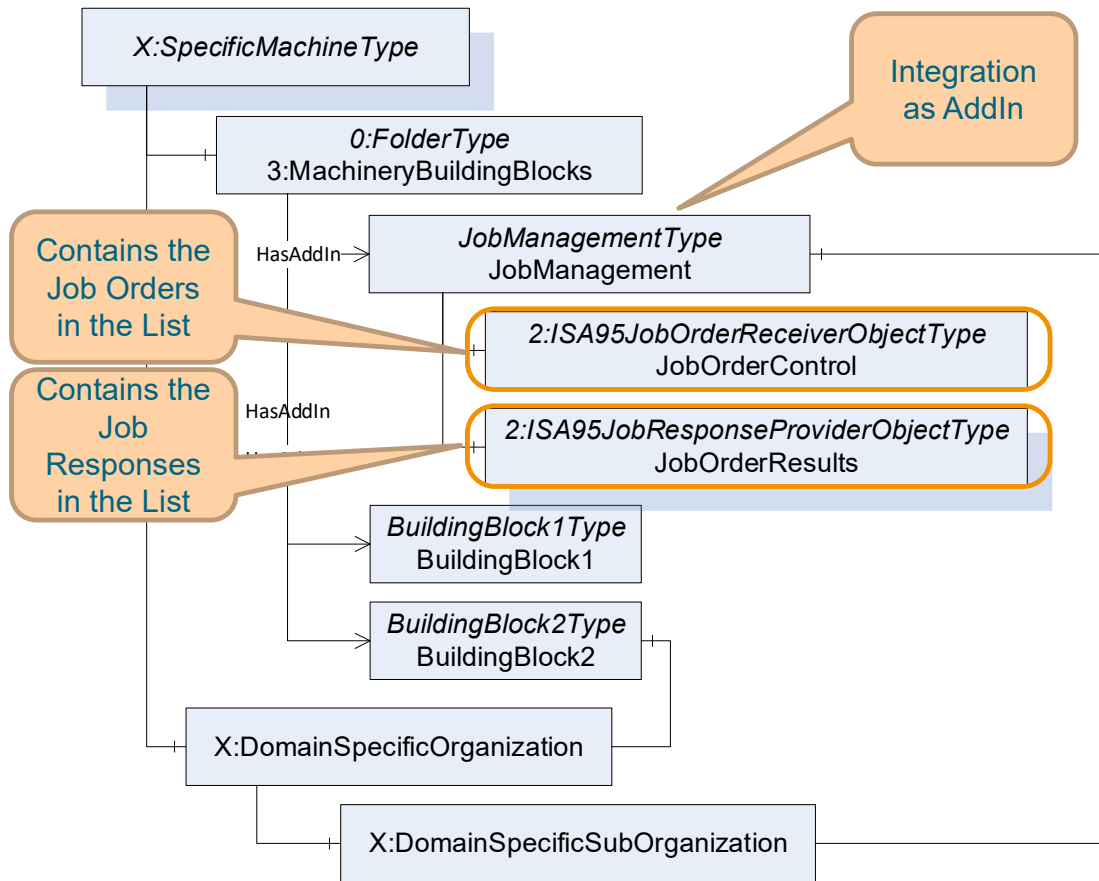 X:SpecificMachineType
Integration
as AddIn
0:FolderType
3:MachineryBuildingBlocks
Contains the
Job Orders
in the List
HasAddIn
JobManagementType
JobManagement
2:ISA95JobOrderReceiverObjectType
JobOrderControl
Contains the
Job
Responses
in the List
HasAddIn
2:ISA95JobResponseProviderObjectType
JobOrderResults
BuildingBlock1Type
BuildingBlock1
BuildingBlock2Type
BuildingBlock2
X:DomainSpecificOrganization
X:DomainSpecificSubOrganization